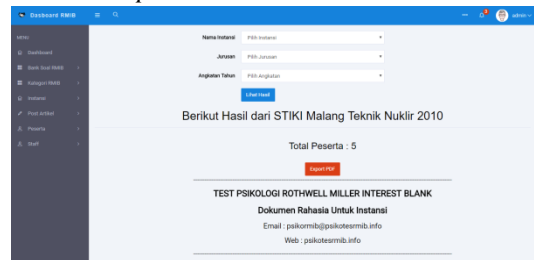 Dasboard RMIB
admin
MENU
Dashboard
Bank Soal RMIB
Kategori RMIB
Instansi
Post Artikel
Peserta
Staff
Nama Instansi
Pilih Instansi
Jurusan
Pilih Jurusan
Angkatan Tahun
Pilih Angkatan
Lihat Hasil
Berikut Hasil dari STIKI Malang Teknik Nuklir 2010
Total Peserta : 5
Export PDF
TEST PSIKOLOGI ROTHWELL MILLER INTEREST BLANK
Dokumen Rahasia Untuk Instansi
Email : psikormib@psikotesrmib.info
Web : psikotesrmib.info